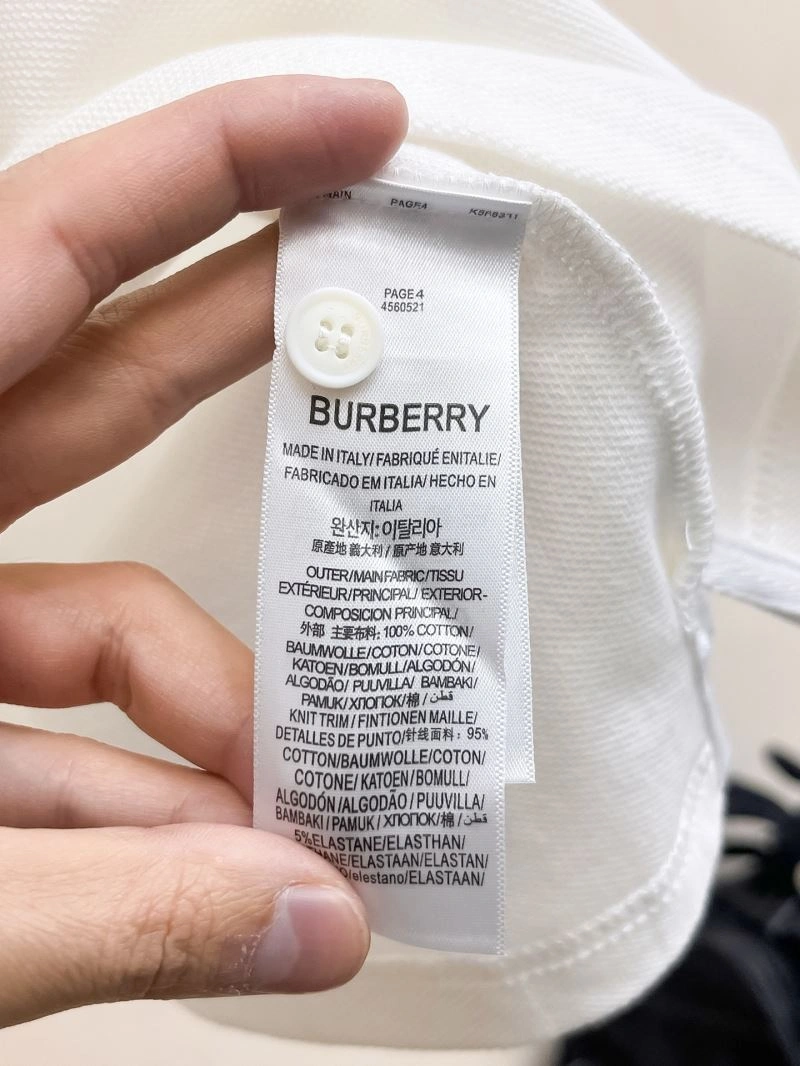 PAGE4
PAGE 4
4560521
BURBERRY
MADE IN ITALY/ FABRIQUÉ ENITALIE/
FABRICADO EM ITALIA/ HECHO EN
ITALIA
완산지: 이탈리아
原產地 義大利 / 原产地 意大利
OUTER/MAIN FABRIC/TISSU
EXTÉRIEUR/PRINCIPAL/ EXTERIOR-
COMPOSICION PRINCIPAL/
外部 主要布料: 100% COTTON/
BAUMWOLLE/COTON/COTONE/
KATOEN/BOMULL/ALGODÓN/
ALGODÃO/ PUUVILLA/ BAMBAKI/
PAMUK/ХЛОПОК/棉 / قطن
KNIT TRIM / FINTIONEN MAILLE/
DETALLES DE PUNTO/针线面料: 95%
COTTON/BAUMWOLLE/COTON/
COTONE/ KATOEN/BOMULL/
ALGODÓN /ALGODÃO / PUUVILLA/
BAMBAKI / PAMUK / ХЛОПОК/棉 / قطن
5%ELASTANE/ELASTHAN/
/ELASTAAN/ELASTAN/
/elestano/ELASTAAN/